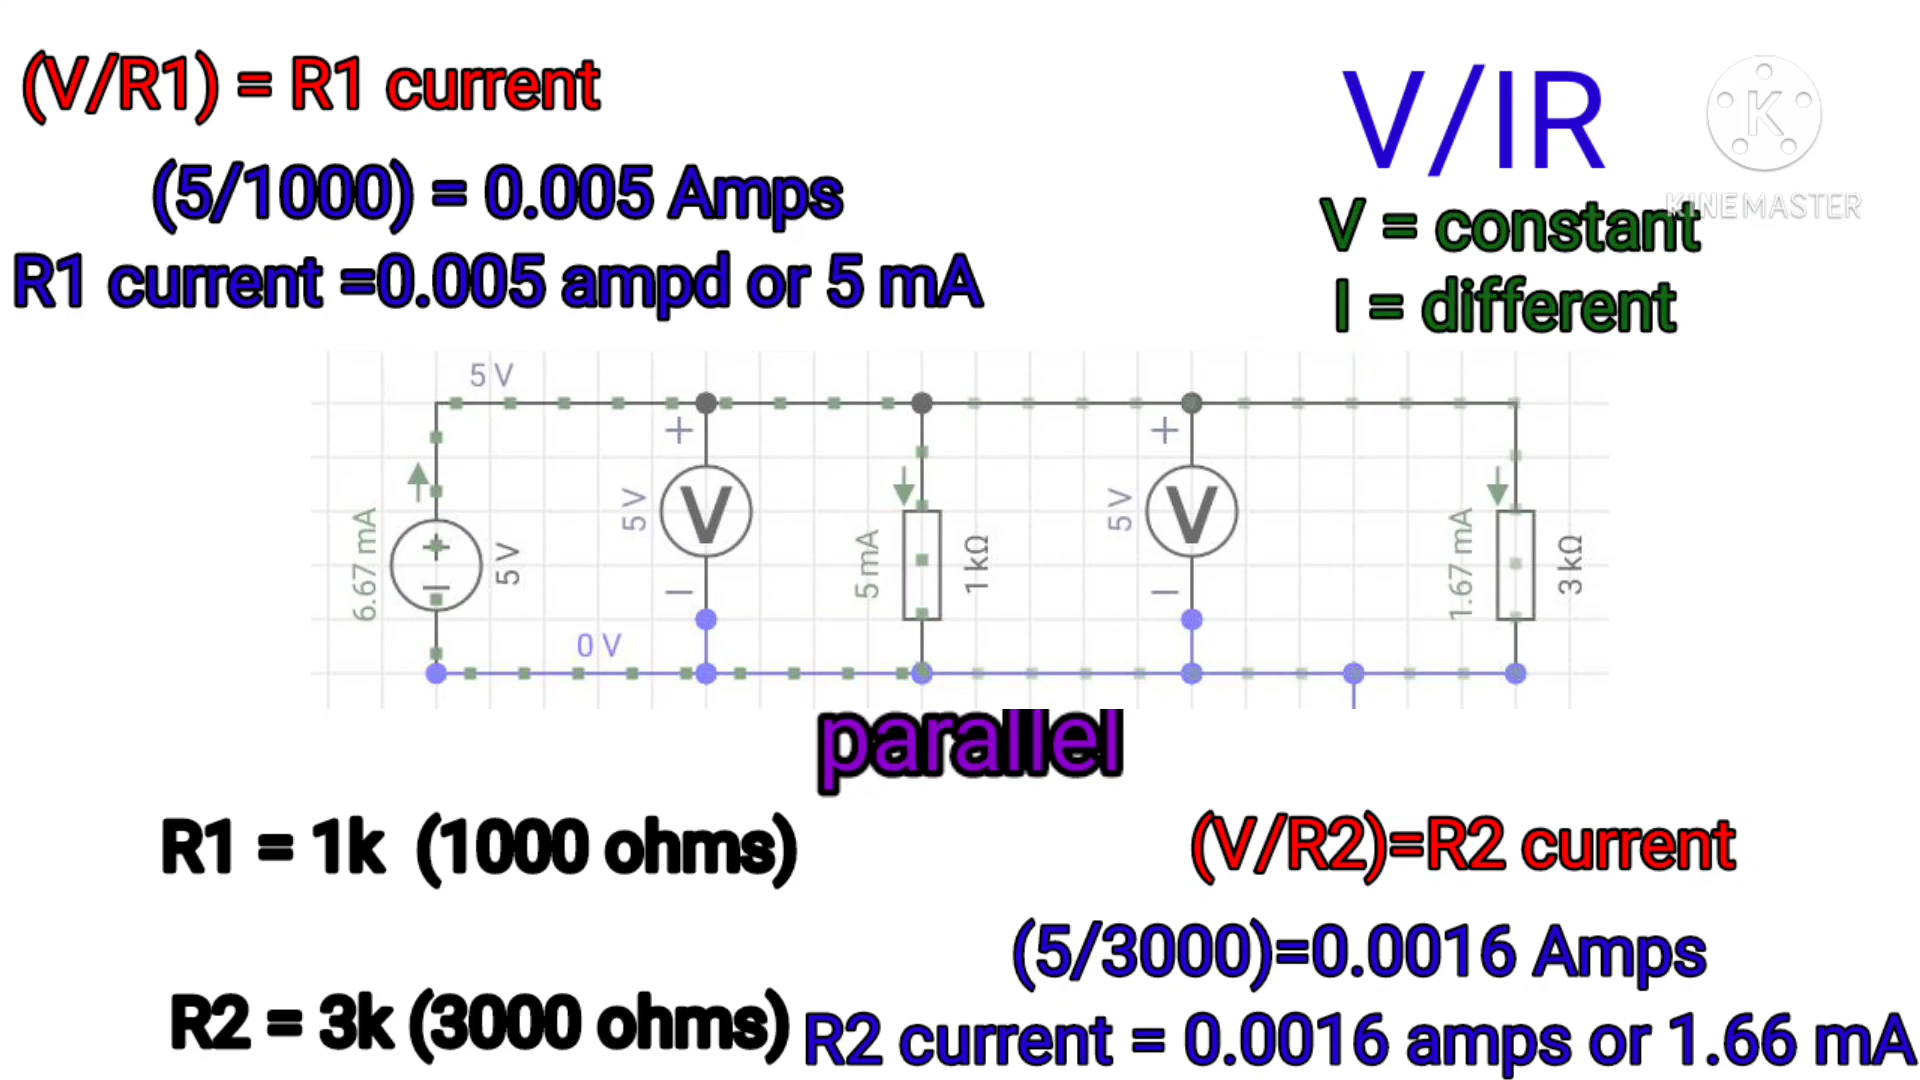 (V/R1) = R1 current
(5/1000) = 0.005 Amps
R1 current =0.005 ampd or 5 mA
V/IR
K
KINEMASTER
V = constant
I = different
5 V
+
+
6.67 mA
5 V
5 V
V
5 mA
1 kΩ
5 V
V
1.67 mA
3 kΩ
0 V
parallel
R1 = 1k (1000 ohms)
R2 = 3k (3000 ohms)
(V/R2)=R2 current
(5/3000)=0.0016 Amps
R2 current = 0.0016 amps or 1.66 mA